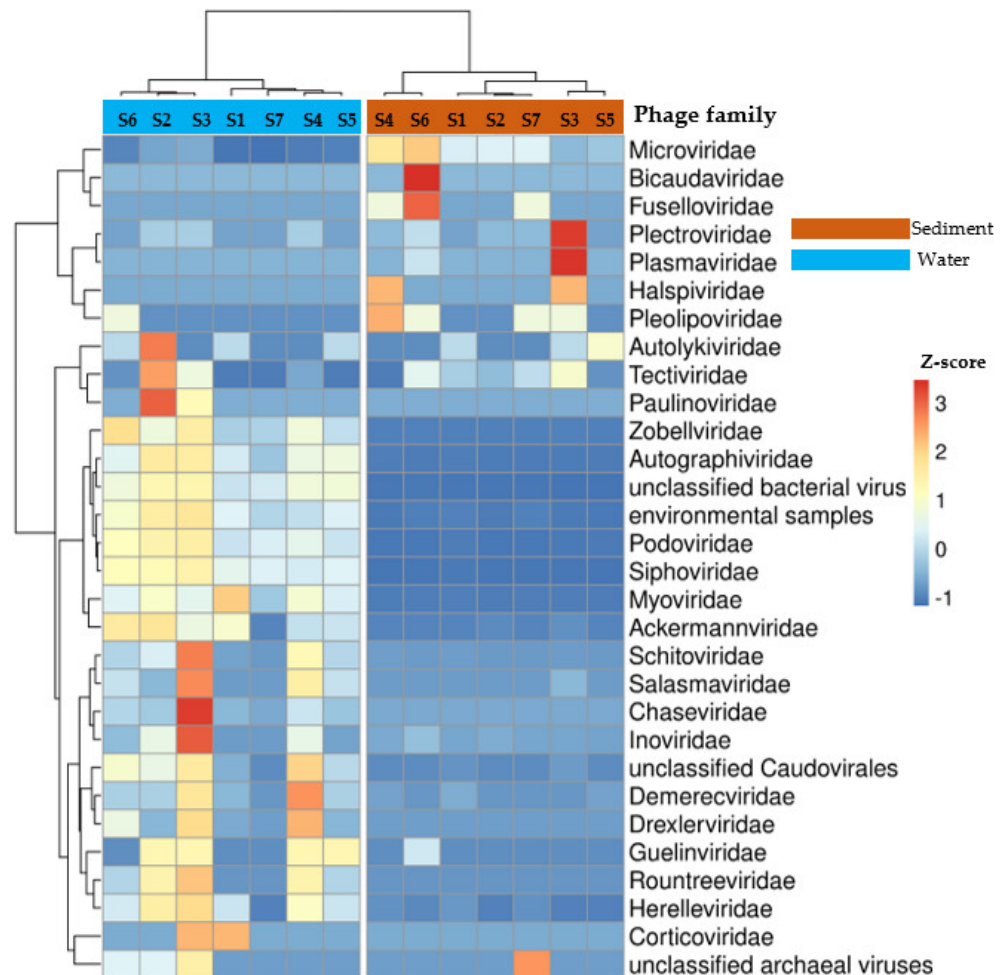 S6 S2 S3 S1 S7 S4 S5 S4 S6 S1 S2 S7 S3 S5 Phage family
Microviridae
Bicaudaviridae
Fuselloviridae
Plectroviridae
Sediment
Plasmaviridae
Water
Halspiviridae
Pleolipoviridae
Autolykiviridae
Z-score
Tectiviridae
3
Paulinoviridae
Zobellviridae
2
Autographiviridae
unclassified bacterial virus
1
environmental samples
Podoviridae
0
Siphoviridae
Myoviridae
-1
Ackermannviridae
Schitoviridae
Salasmaviridae
Chaseviridae
Inoviridae
unclassified Caudovirales
Demerecviridae
Drexlerviridae
Guelinviridae
Rountreeviridae
Herelleviridae
Corticoviridae
unclassified archaeal viruses